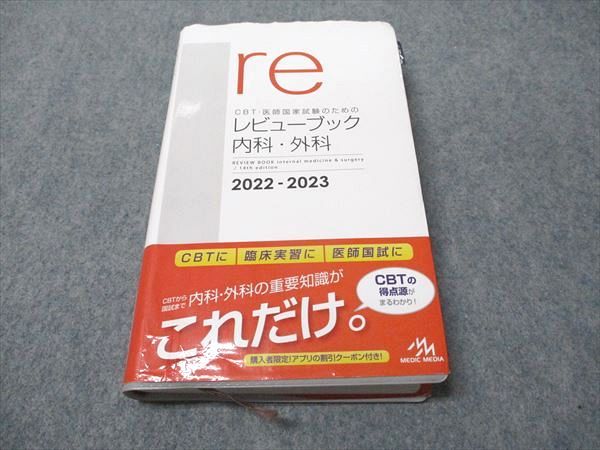 re
CBT・医師国家試験のための
レビューブック
内科・外科
REVIEW BOOK internal medicine & surgery
/ 14th edition
2022-2023
CBTに 臨床実習に 医師国試に
CBTから
国試まで
内科・外科の重要知識が
これだけ。
CBTの
得点源が
まるわかり!
購入者限定!アプリの割引クーポン付き!
MEDIC MEDIA